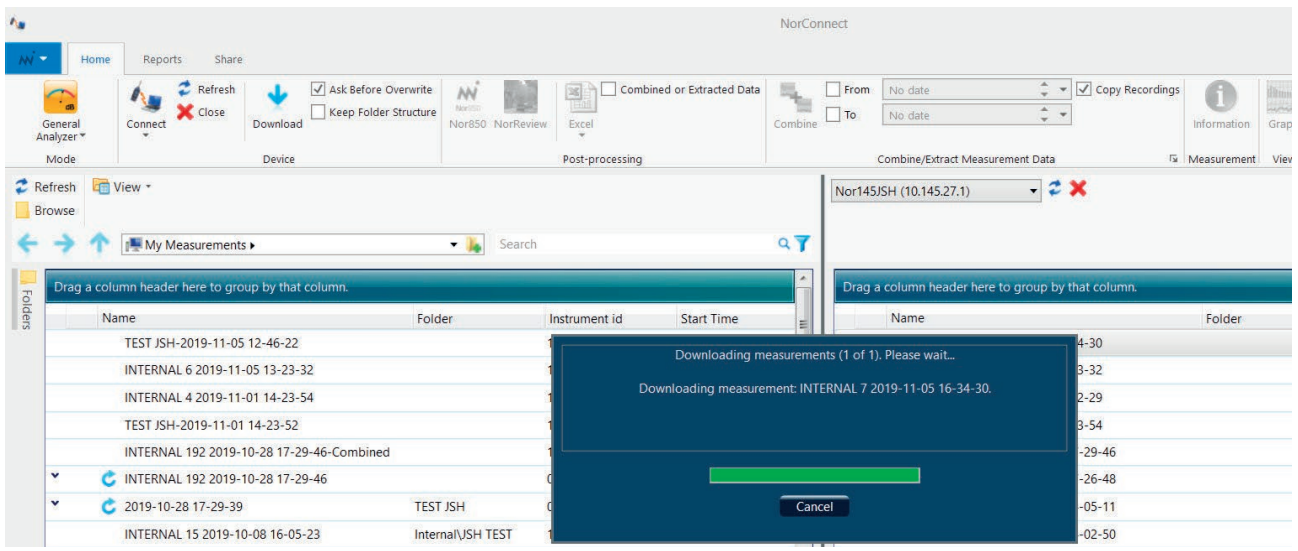 NorConnect
Home Reports Share
Refresh Ask Before Overwrite Combined or Extracted Data From No date Copy Recordings
Close Keep Folder Structure To No date
General Analyzer Connect Download Nor850 NorReview Excel Combine Information
Mode Device Post-processing Combine/Extract Measurement Data Measurement
Refresh View Nor145JSH (10.145.27.1)
Browse
My Measurements Search
Folders
Drag a column header here to group by that column. Drag a column header here to group by that column.
Name Folder Instrument id Start Time Name Folder
TEST JSH-2019-11-05 12-46-22 1 4-30
INTERNAL 6 2019-11-05 13-23-32 1 3-32
INTERNAL 4 2019-11-01 14-23-54 1 2-29
TEST JSH-2019-11-01 14-23-52 1 3-54
INTERNAL 192 2019-10-28 17-29-46-Combined 1 -29-46
INTERNAL 192 2019-10-28 17-29-46 0 -26-48
2019-10-28 17-29-39 TEST JSH 0 -05-11
INTERNAL 15 2019-10-08 16-05-23 Internal\JSH TEST 1 -02-50
Downloading measurements (1 of 1). Please wait...
Downloading measurement: INTERNAL 7 2019-11-05 16-34-30.
Cancel